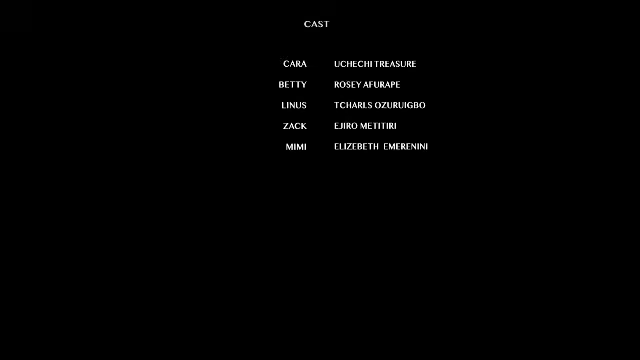 CAST
CARA UCHECHI TREASURE
BETTY ROSEY AFURAPE
LINUS TCHARLS OZURUIGBO
ZACK EJIRO METITIRI
MIMI ELIZEBETH EMERENINI